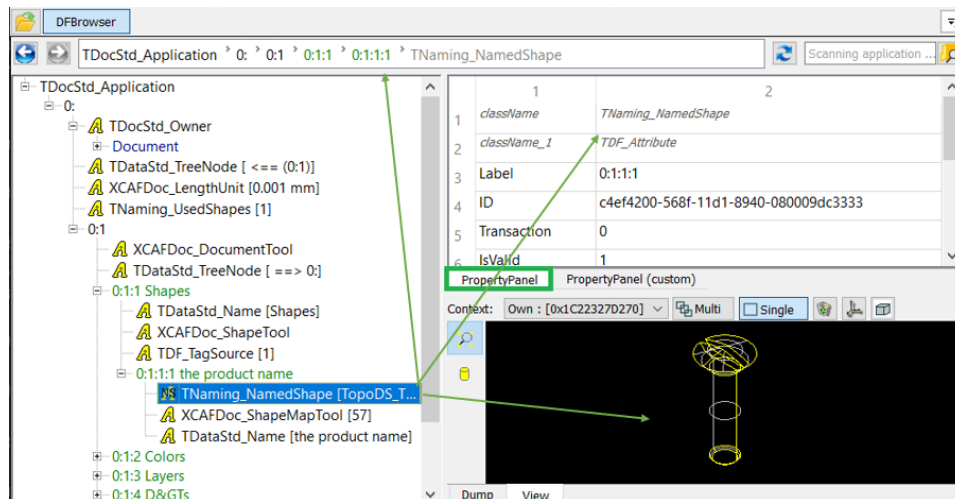 DFBrowser
TDocStd_Application > 0: > 0:1 > 0:1:1 > 0:1:1:1 > TNaming_NamedShape
Scanning application ...
TDocStd_Application
0:
TDocStd_Owner
Document
TDataStd_TreeNode [ <== (0:1)]
XCAFDoc_LengthUnit [0.001 mm]
TNaming_UsedShapes [1]
0:1
XCAFDoc_DocumentTool
TDataStd_TreeNode [ ==> 0:]
0:1:1 Shapes
TDataStd_Name [Shapes]
XCAFDoc_ShapeTool
TDF_TagSource [1]
0:1:1:1 the product name
TNaming_NamedShape [TopoDS_T...
XCAFDoc_ShapeMapTool [57]
TDataStd_Name [the product name]
0:1:2 Colors
0:1:3 Layers
0:1:4 D&GTs
1 2
1 className TNaming_NamedShape
2 className_1 TDF_Attribute
3 Label 0:1:1:1
4 ID c4ef4200-568f-11d1-8940-080009dc3333
5 Transaction 0
6 IsValid 1
PropertyPanel PropertyPanel (custom)
Context: Own : [0x1C22327D270] Multi Single
Dump View